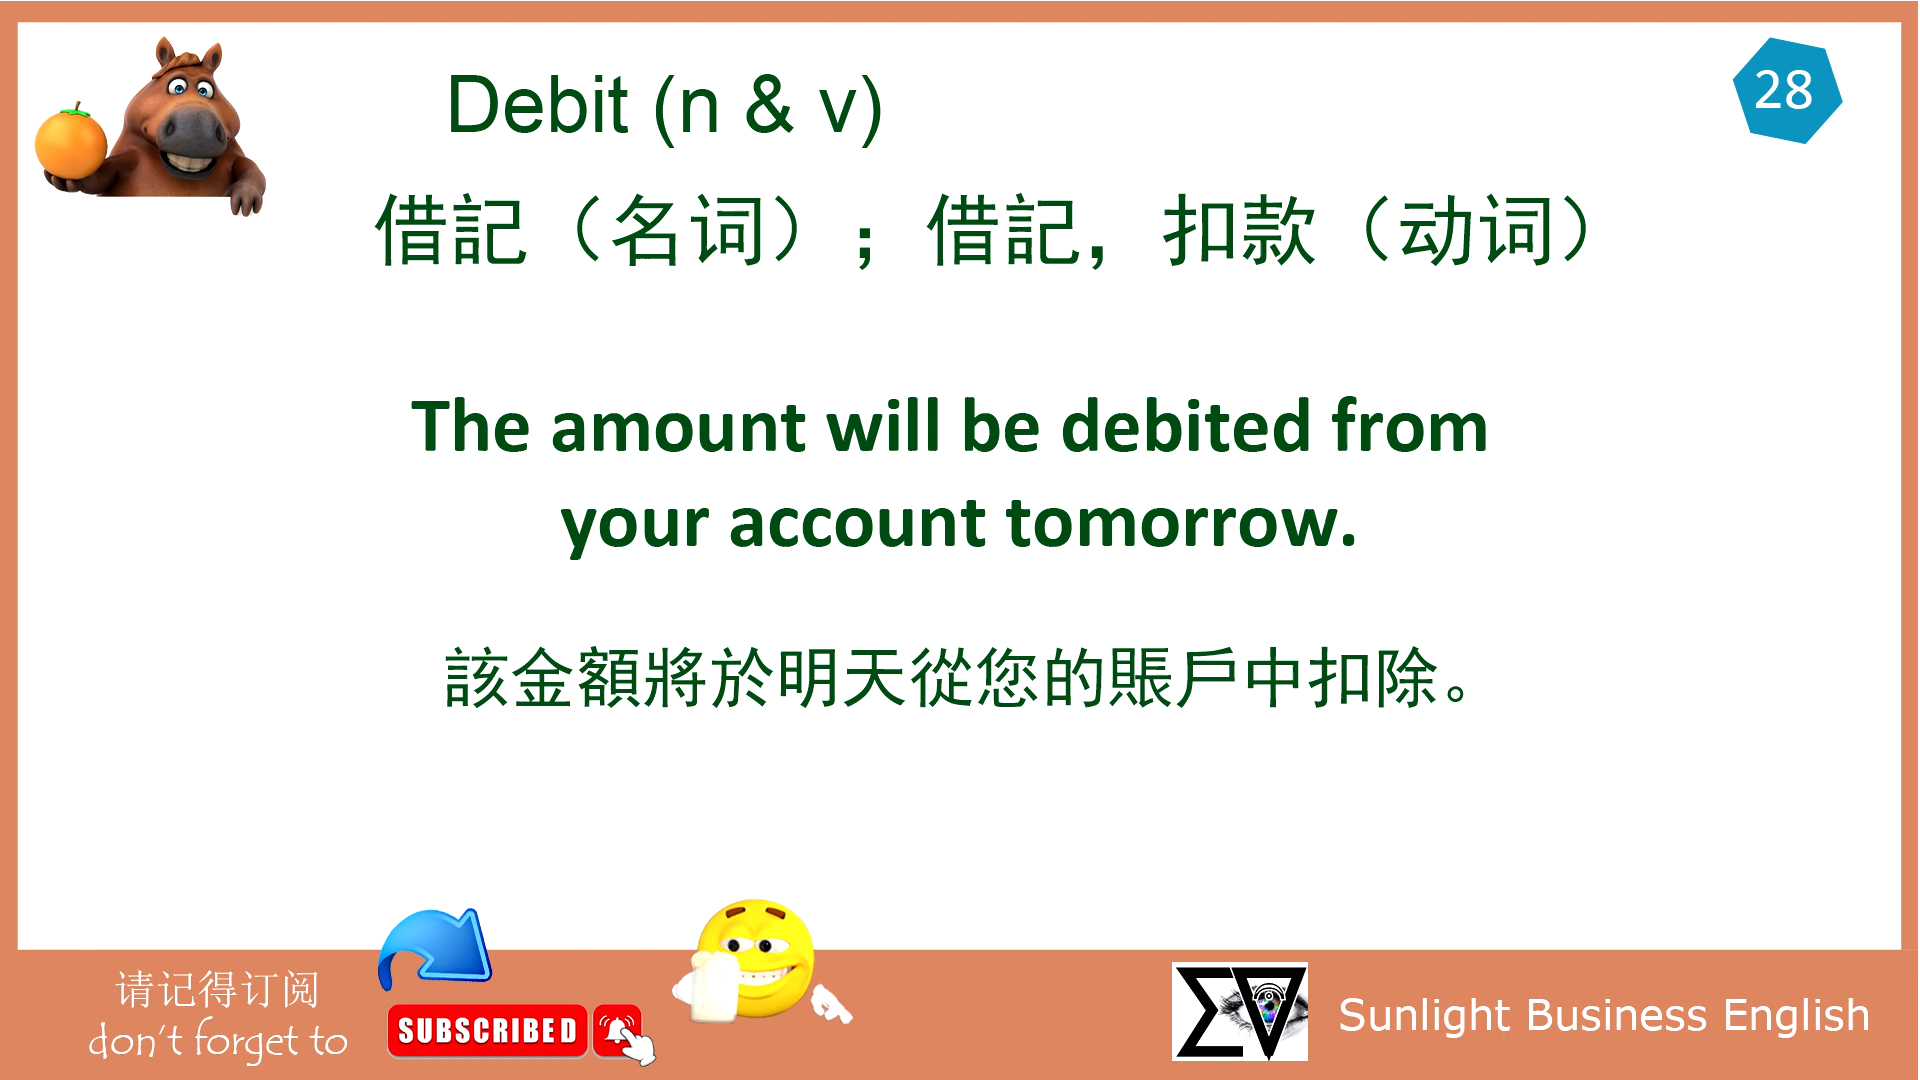 Debit (n & v)
28
借記（名词）；借記，扣款（动词）
The amount will be debited from
your account tomorrow.
該金額將於明天從您的賬戶中扣除。
请记得订阅
don't forget to
SUBSCRIBED
Sunlight Business English